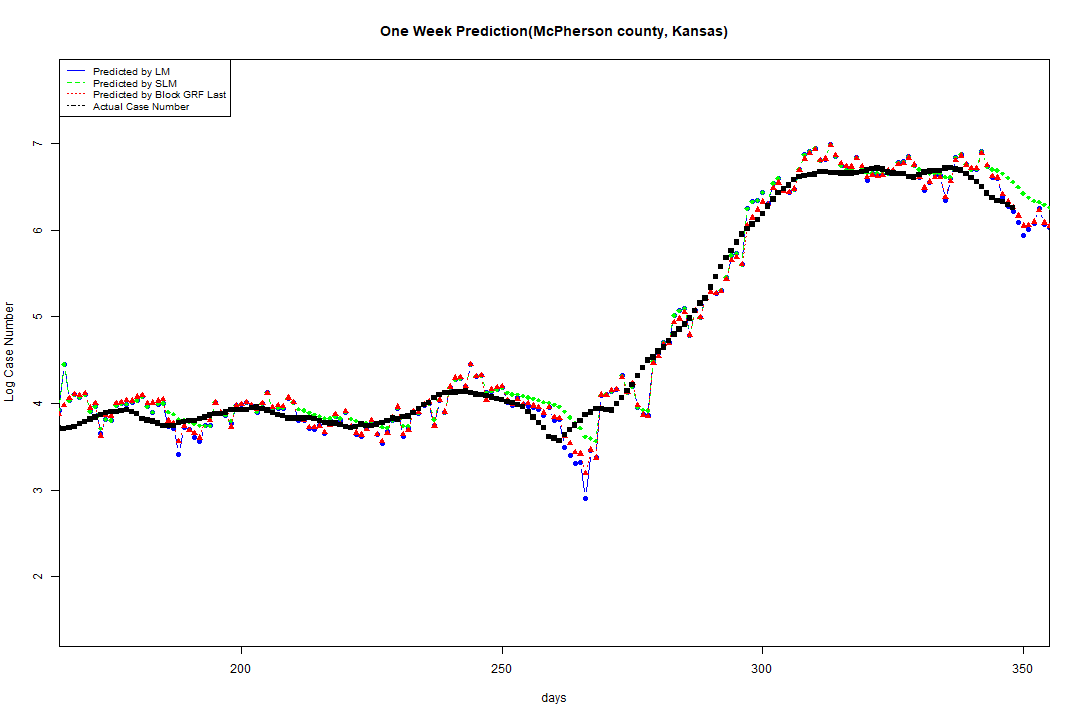 One Week Prediction(McPherson county, Kansas)
Predicted by LM
Predicted by SLM
Predicted by Block GRF Last
Actual Case Number
7
6
5
4
3
2
Log Case Number
200 250 300 350
days